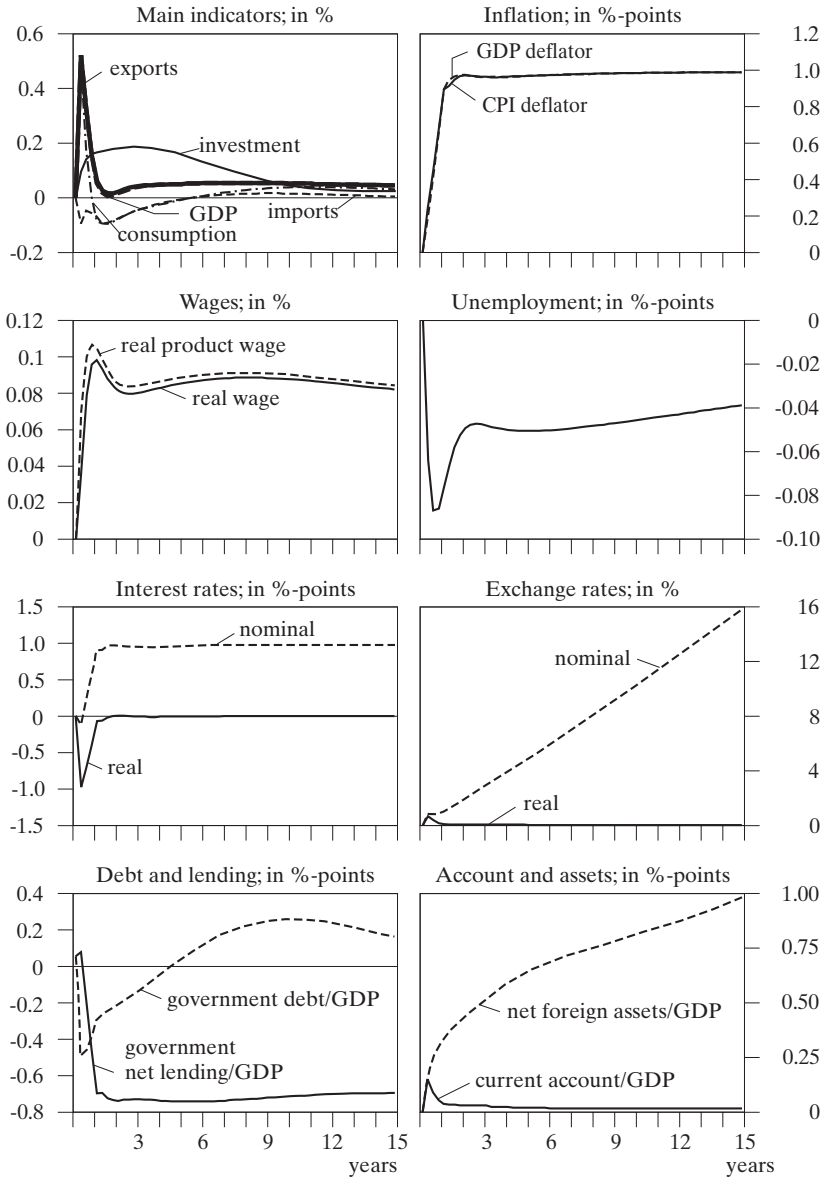 Main indicators; in %
0.6
0.4
0.2
0
-0.2
exports
investment
GDP
imports
consumption
Inflation; in %-points
1.2
1.0
0.8
0.6
0.4
0.2
0
GDP deflator
CPI deflator
Wages; in %
0.12
0.1
0.08
0.06
0.04
0.02
0
real product wage
real wage
Unemployment; in %-points
0
-0.02
-0.04
-0.06
-0.08
-0.10
Interest rates; in %-points
1.5
1.0
0.5
0
-0.5
-1.0
-1.5
nominal
real
Exchange rates; in %
16
12
8
4
0
nominal
real
Debt and lending; in %-points
0.4
0.2
0
-0.2
-0.4
-0.6
-0.8
government debt/GDP
government
net lending/GDP
3 6 9 12 15
years
Account and assets; in %-points
1.00
0.75
0.50
0.25
0
net foreign assets/GDP
current account/GDP
3 6 9 12 15
years